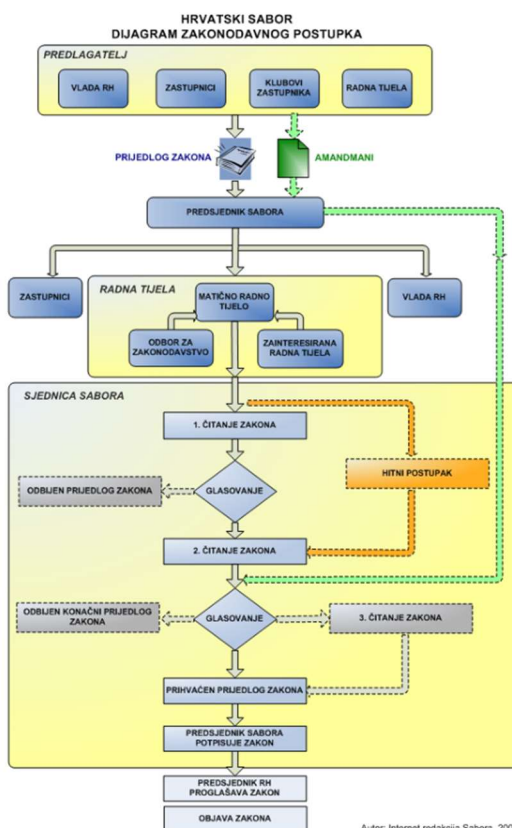 HRVATSKI SABOR
DIJAGRAM ZAKONODAVNOG POSTUPKA
PREDLAGATELJ
VLADA RH
ZASTUPNICI
KLUBOVI
ZASTUPNIKA
RADNA TIJELA
PRIJEDLOG ZAKONA
AMANDMANI
PREDSJEDNIK SABORA
ZASTUPNICI
RADNA TIJELA
MATIČNO RADNO
TIJELO
VLADA RH
ODBOR ZA
ZAKONODAVSTVO
ZAINTERESIRANA
RADNA TIJELA
SJEDNICA SABORA
1. ČITANJE ZAKONA
HITNI POSTUPAK
ODBIJEN PRIJEDLOG ZAKONA
GLASOVANJE
2. ČITANJE ZAKONA
ODBIJEN KONAČNI PRIJEDLOG
ZAKONA
GLASOVANJE
3. ČITANJE ZAKONA
PRIHVAĆEN PRIJEDLOG ZAKONA
PREDSJEDNIK SABORA
POTPISUJE ZAKON
PREDSJEDNIK RH
PROGLAŠAVA ZAKON
OBJAVA ZAKONA
Autor: Internet redakcija Sabora,